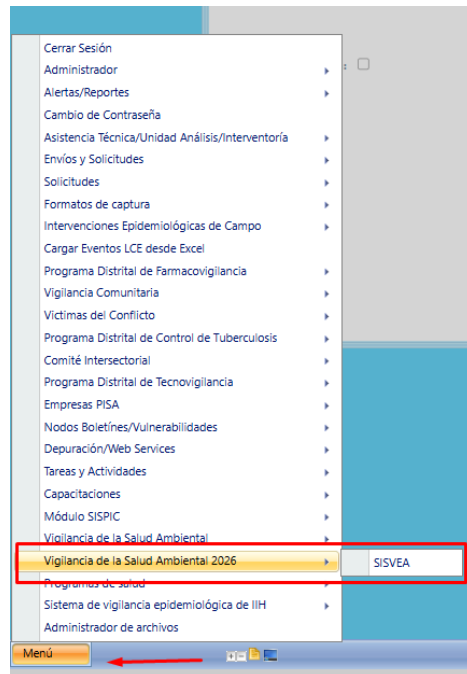 Cerrar Sesión
Administrador
Alertas/Reportes
Cambio de Contraseña
Asistencia Técnica/Unidad Análisis/Interventoría
Envíos y Solicitudes
Solicitudes
Formatos de captura
Intervenciones Epidemiológicas de Campo
Cargar Eventos LCE desde Excel
Programa Distrital de Farmacovigilancia
Vigilancia Comunitaria
Victimas del Conflicto
Programa Distrital de Control de Tuberculosis
Comité Intersectorial
Programa Distrital de Tecnovigilancia
Empresas PISA
Nodos Boletínes/Vulnerabilidades
Depuración/Web Services
Tareas y Actividades
Capacitaciones
Módulo SISPIC
Vigilancia de la Salud Ambiental
Vigilancia de la Salud Ambiental 2026 SISVEA
Programas de salud
Sistema de vigilancia epidemiológica de IIH
Administrador de archivos
Menú